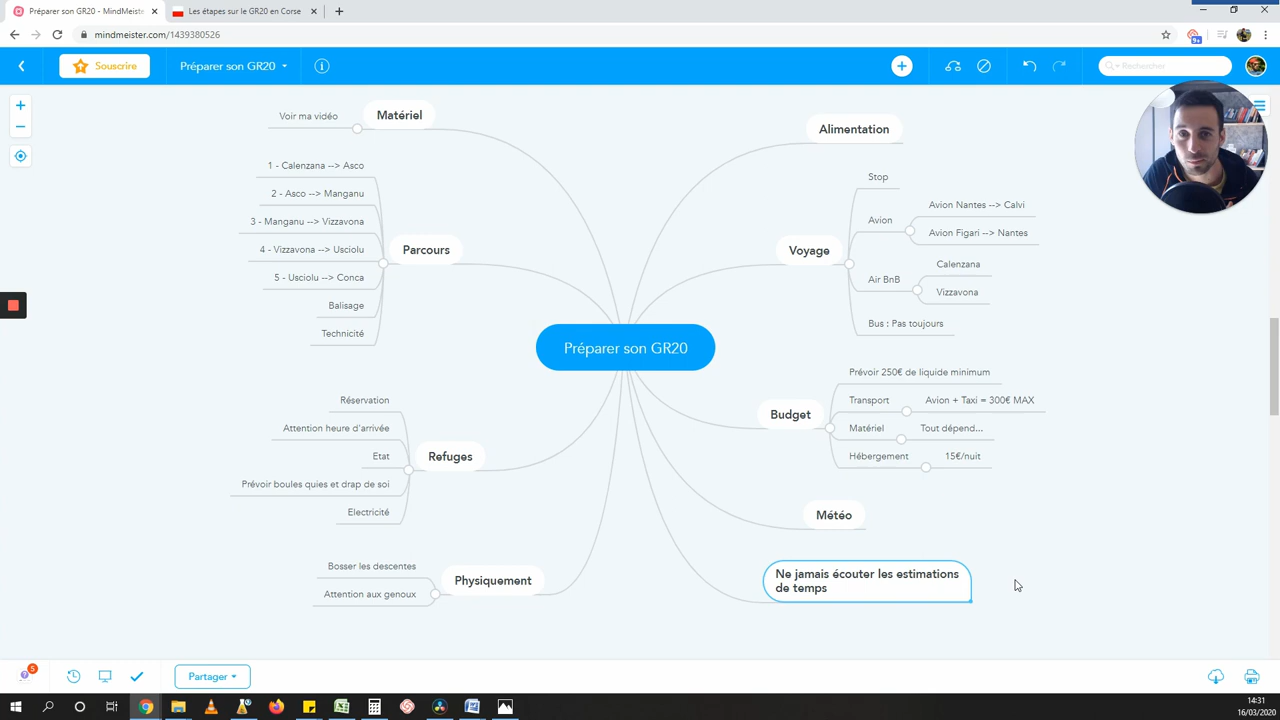 Préparer son GR20 - MindMeiste
Les étapes sur le GR20 en Corse
mindmeister.com/1439380526
9+
Souscrire
Préparer son GR20
Rechercher
Matériel
Voir ma vidéo
Parcours
1 - Calenzana --> Asco
2 - Asco --> Manganu
3 - Manganu --> Vizzavona
4 - Vizzavona --> Usciolu
5 - Usciolu --> Conca
Balisage
Technicité
Refuges
Réservation
Attention heure d'arrivée
Etat
Prévoir boules quies et drap de soi
Electricité
Physiquement
Bosser les descentes
Attention aux genoux
Préparer son GR20
Alimentation
Voyage
Stop
Avion
Avion Nantes --> Calvi
Avion Figari --> Nantes
Air BnB
Calenzana
Vizzavona
Bus : Pas toujours
Budget
Prévoir 250€ de liquide minimum
Transport
Avion + Taxi = 300€ MAX
Matériel
Tout dépend...
Hébergement
15€/nuit
Météo
Ne jamais écouter les estimations
de temps
5
Partager
14:31
16/03/2020